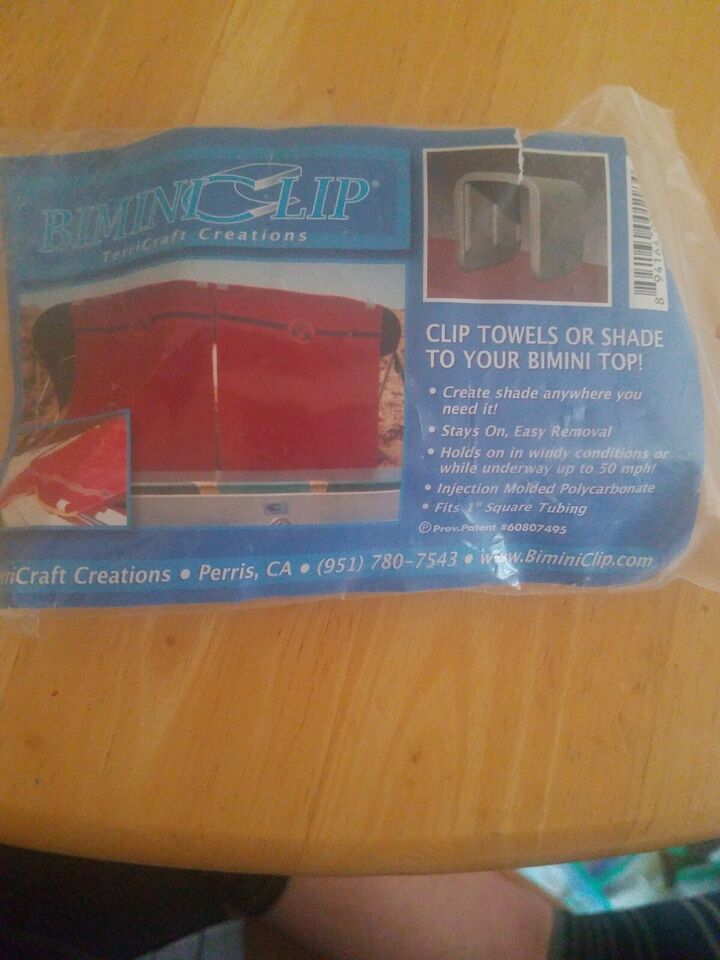 BIMINI CLIP®
TerriCraft Creations
CLIP TOWELS OR SHADE
TO YOUR BIMINI TOP!
• Create shade anywhere you
need it!
• Stays On, Easy Removal
• Holds on in windy conditions or
while underway up to 50 mph!
• Injection Molded Polycarbonate
• Fits 1" Square Tubing
Ⓟ Prov.Patent #60807495
Craft Creations • Perris, CA • (951) 780-7543 • www.BiminiClip.com
8 94164